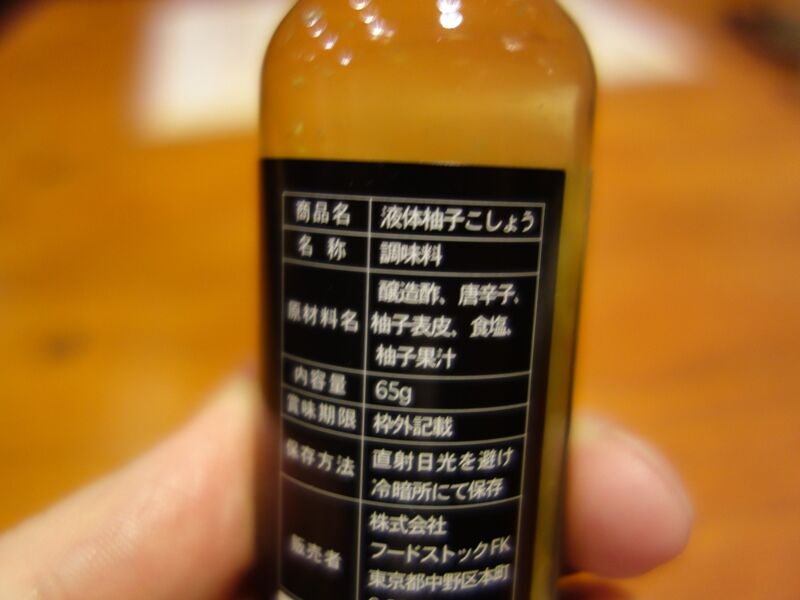 商品名 液体柚子こしょう
名称 調味料
原材料名 醸造酢、唐辛子、
柚子表皮、食塩、
柚子果汁
内容量 65g
賞味期限 枠外記載
保存方法 直射日光を避け
冷暗所にて保存
販売者 株式会社
フードストックFK
東京都中野区本町